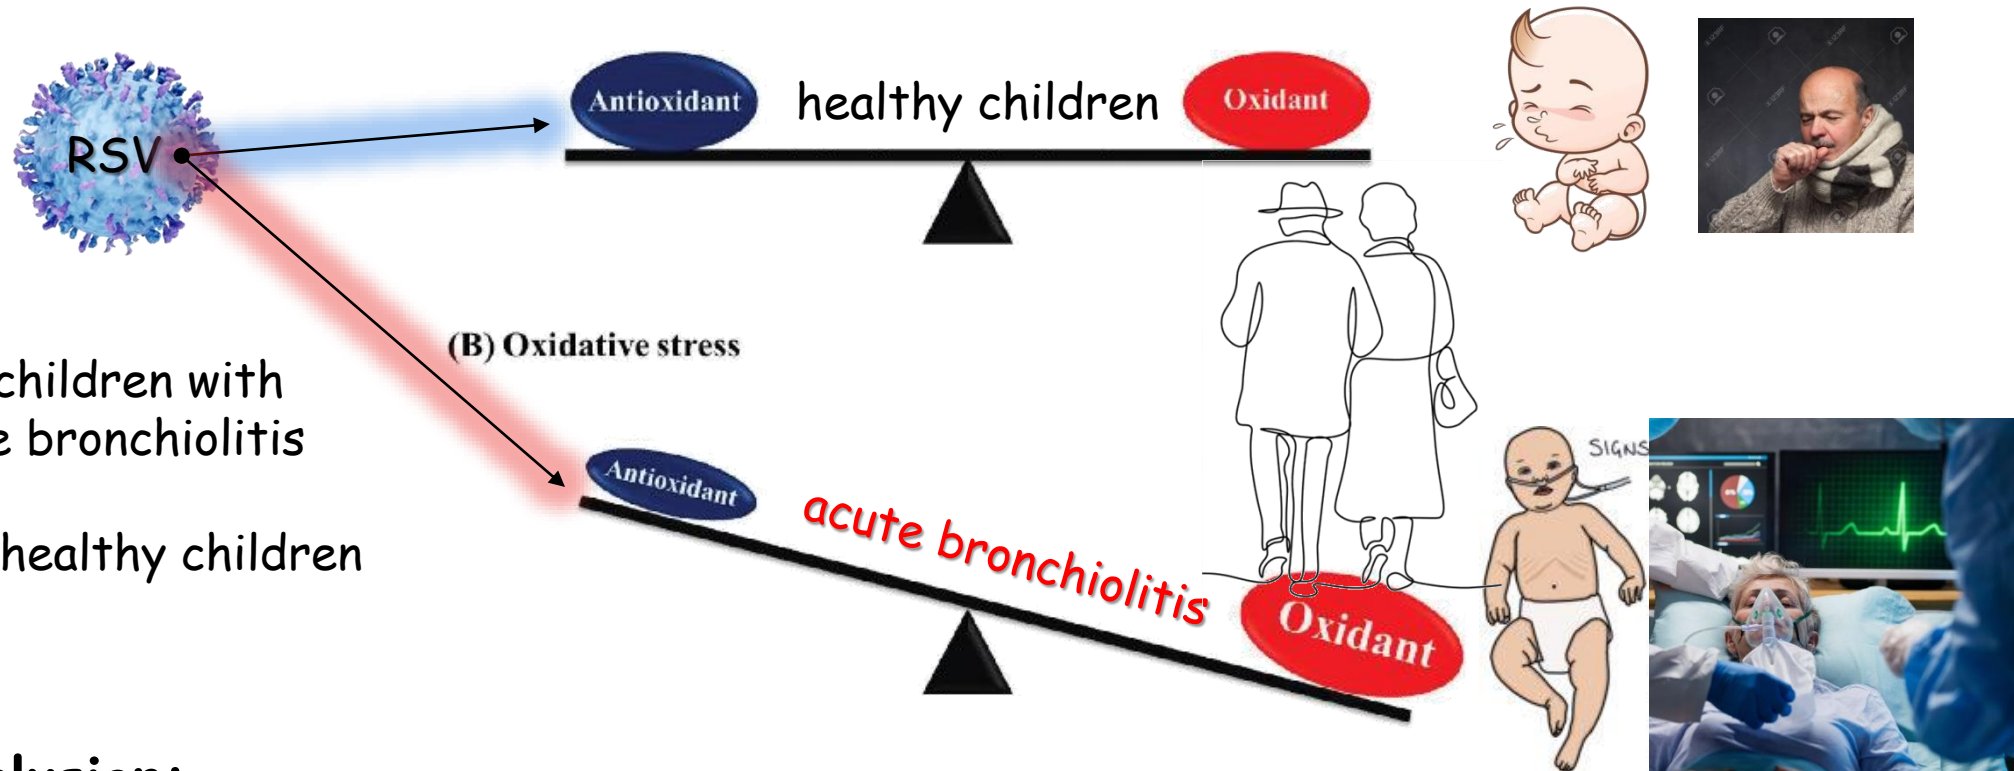 RSV
Antioxidant
healthy children
Oxidant
(B) Oxidative stress
children with
bronchiolitis
healthy children
Antioxidant
acute bronchiolitis
Oxidant
SIGNS